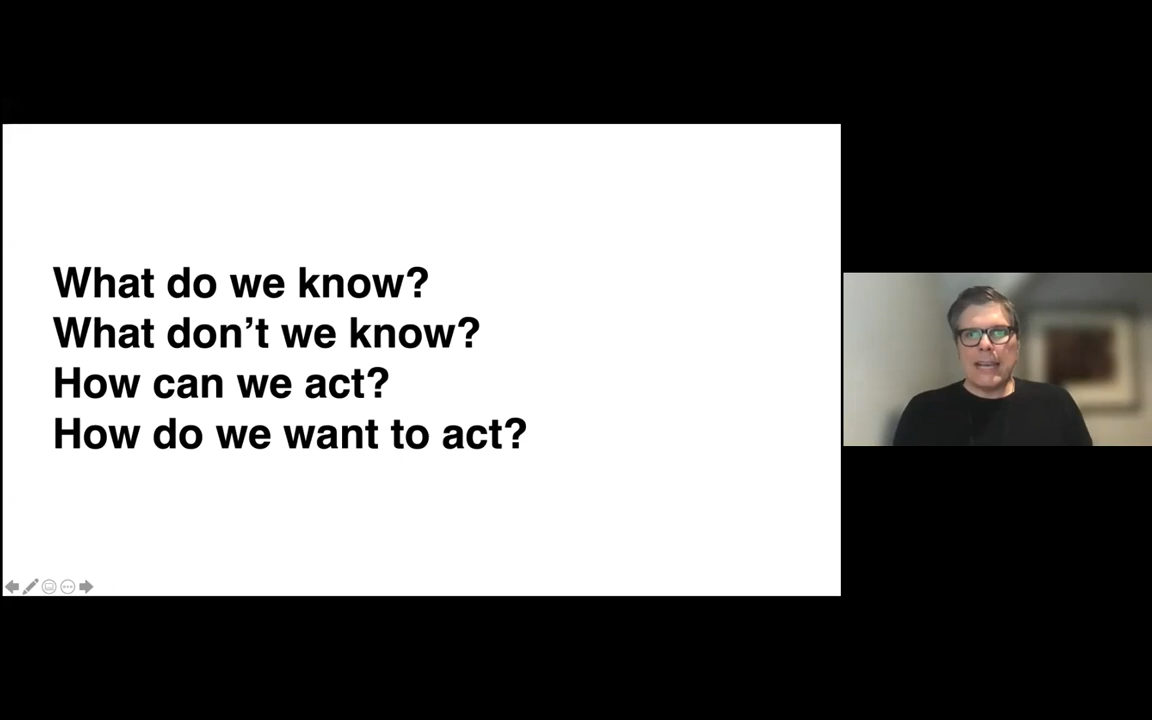 What do we know?
What don’t we know?
How can we act?
How do we want to act?